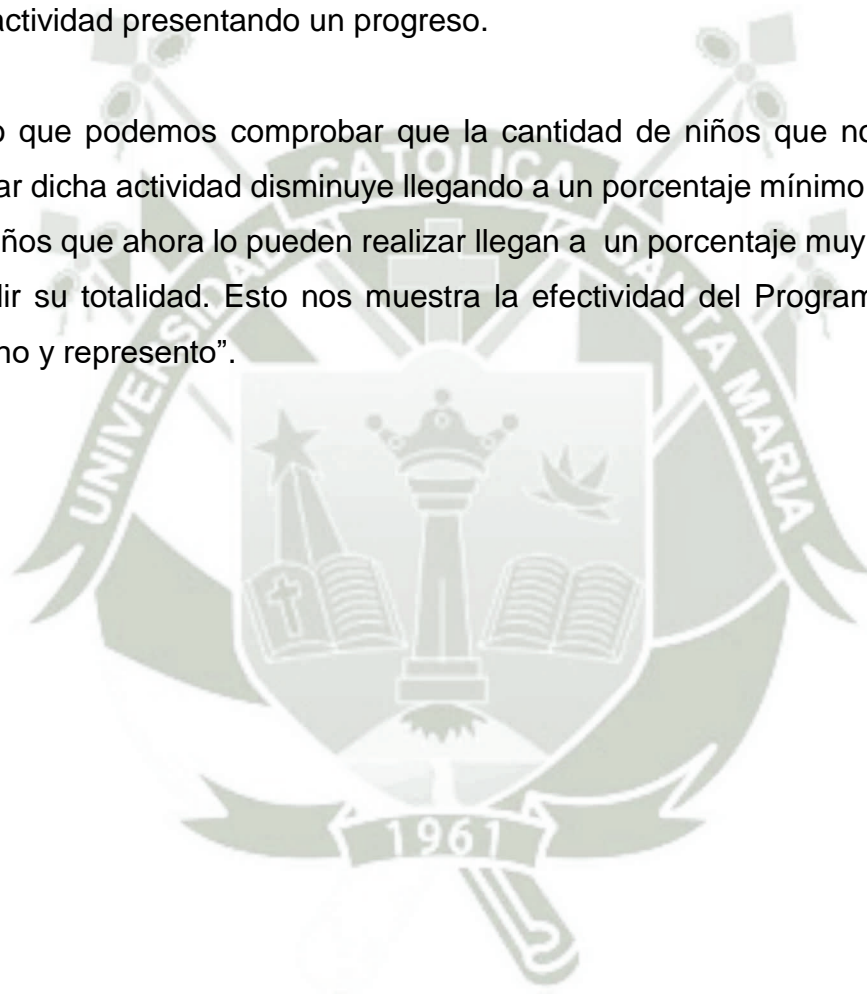 actividad presentando un progreso.
o que podemos comprobar que la cantidad de niños que no
ar dicha actividad disminuye llegando a un porcentaje mínimo
ños que ahora lo pueden realizar llegan a un porcentaje muy
dir su totalidad. Esto nos muestra la efectividad del Program
no y represento”.
UNIVERSIDAD CATOLICA SANTA MARIA
1961